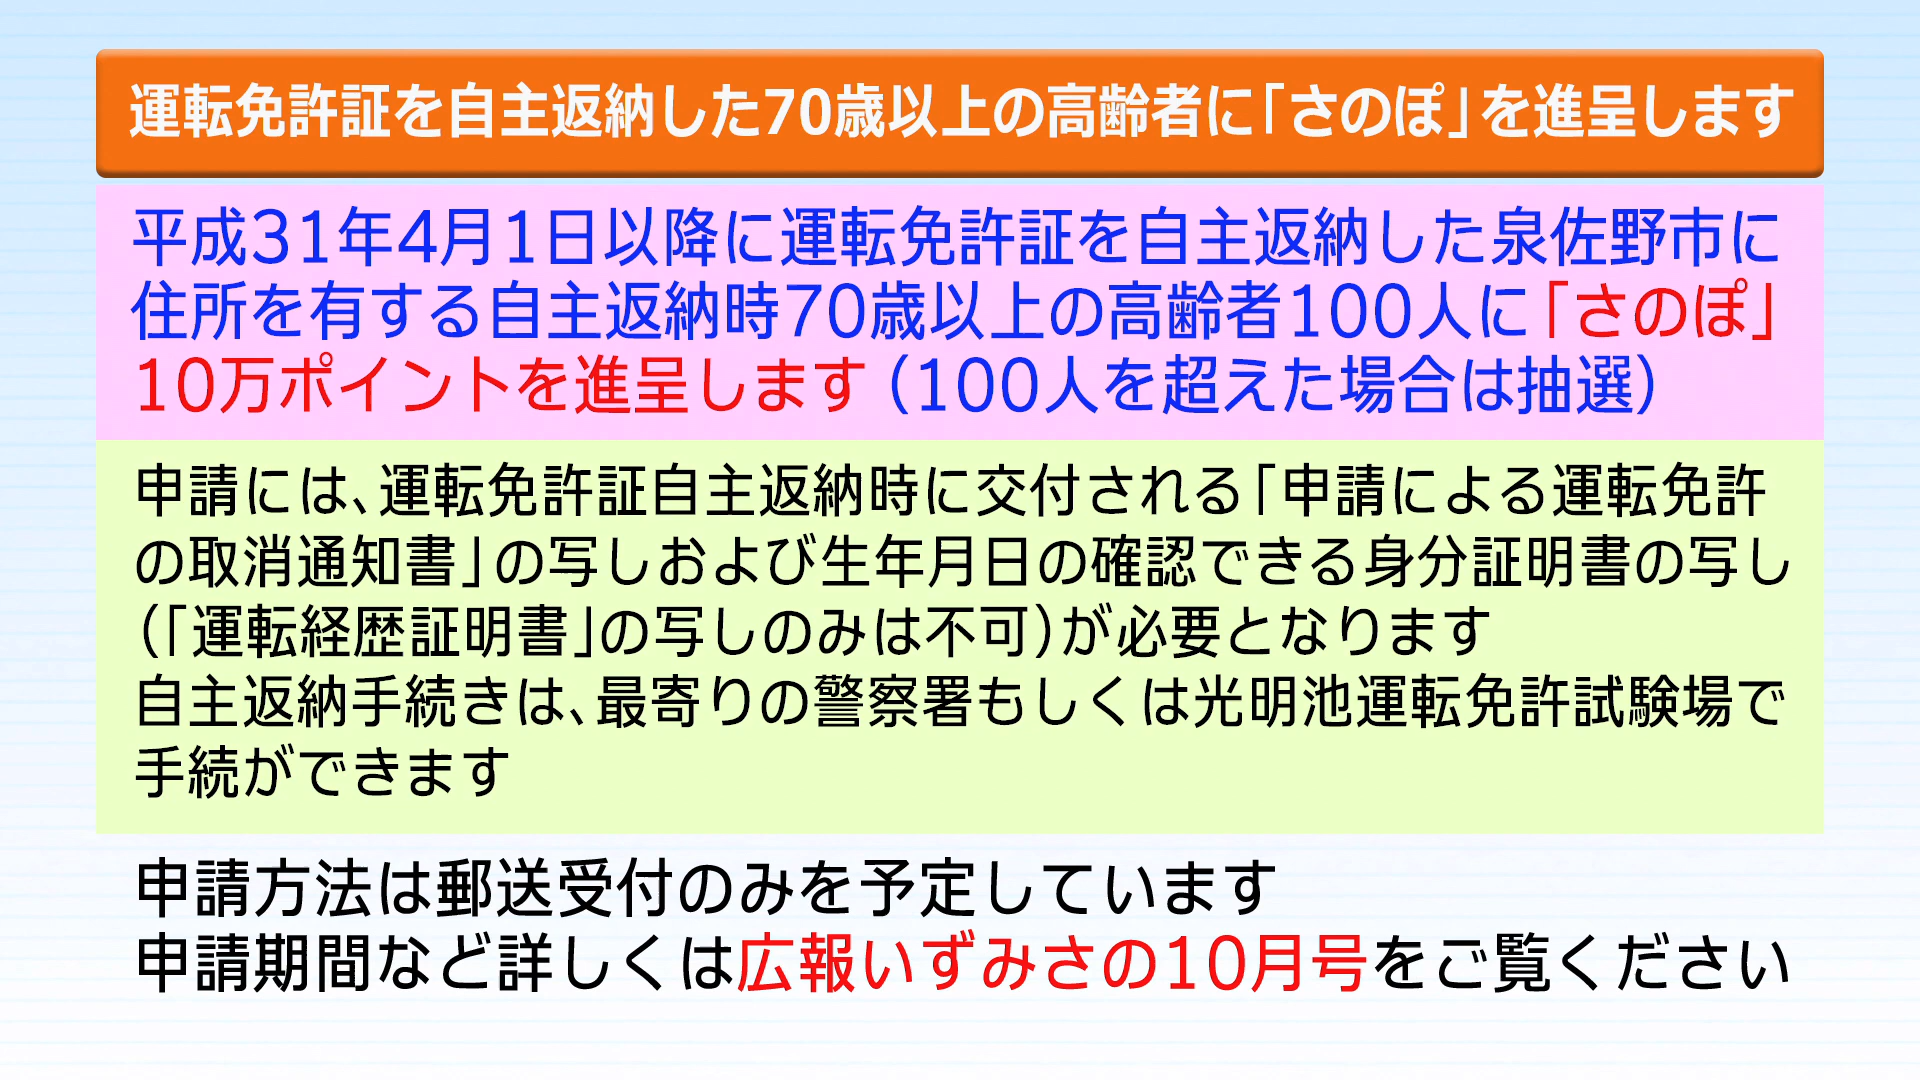 運転免許証を自主返納した70歳以上の高齢者に「さのぽ」を進呈します
平成31年4月1日以降に運転免許証を自主返納した泉佐野市に
住所を有する自主返納時70歳以上の高齢者100人に「さのぽ」
10万ポイントを進呈します（100人を超えた場合は抽選）
申請には、運転免許証自主返納時に交付される「申請による運転免許
の取消通知書」の写しおよび生年月日の確認できる身分証明書の写し
（「運転経歴証明書」の写しのみは不可）が必要となります
自主返納手続きは、最寄りの警察署もしくは光明池運転免許試験場で
手続ができます
申請方法は郵送受付のみを予定しています
申請期間など詳しくは広報いずみさの10月号をご覧ください